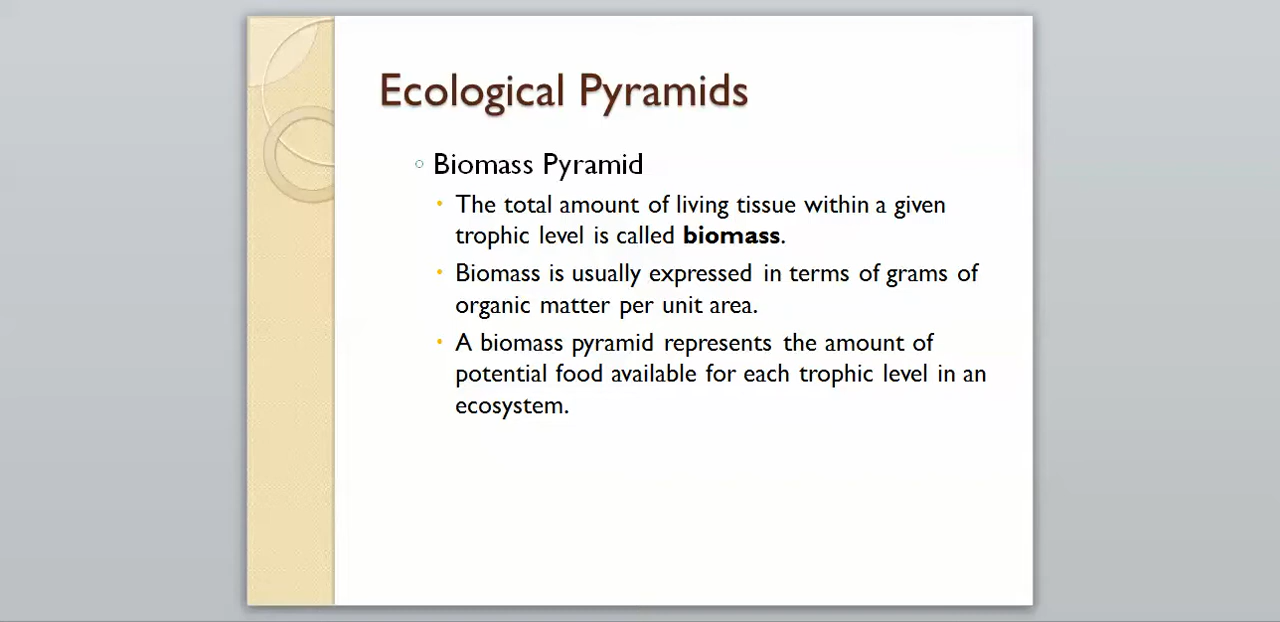 Ecological Pyramids
Biomass Pyramid
The total amount of living tissue within a given
trophic level is called biomass.
Biomass is usually expressed in terms of grams of
organic matter per unit area.
A biomass pyramid represents the amount of
potential food available for each trophic level in an
ecosystem.